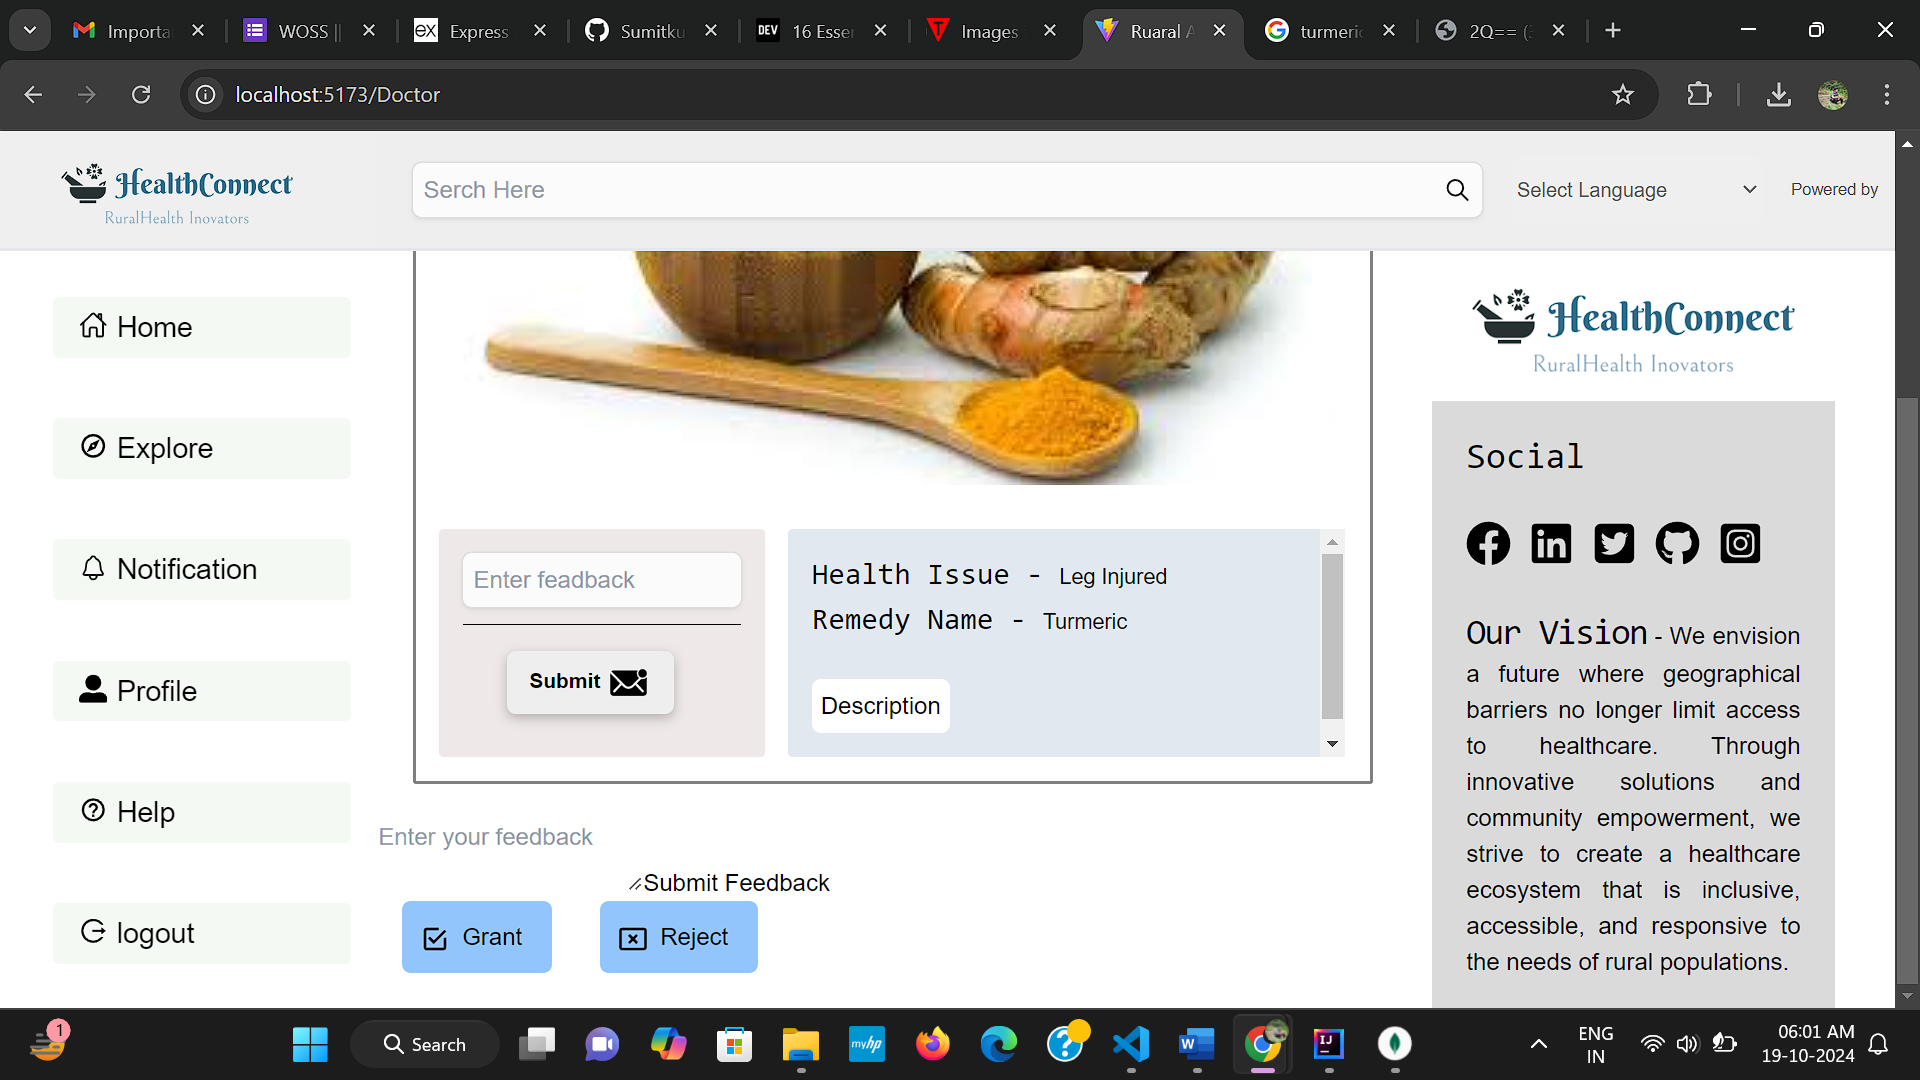 Importa
WOSS ||
Express
Sumitku
16 Esser
Images
Ruaral A
turmeric
2Q== (
localhost:5173/Doctor
HealthConnect
RuralHealth Inovators
Serch Here
Select Language
Powered by
Home
Explore
Notification
Profile
Help
logout
Enter feadback
Submit
Health Issue - Leg Injured
Remedy Name - Turmeric
Description
Enter your feedback
Submit Feedback
Grant
Reject
HealthConnect
RuralHealth Inovators
Social
Our Vision - We envision
a future where geographical
barriers no longer limit access
to healthcare. Through
innovative solutions and
community empowerment, we
strive to create a healthcare
ecosystem that is inclusive,
accessible, and responsive to
the needs of rural populations.
1
Search
myhp
ENG
IN
06:01 AM
19-10-2024